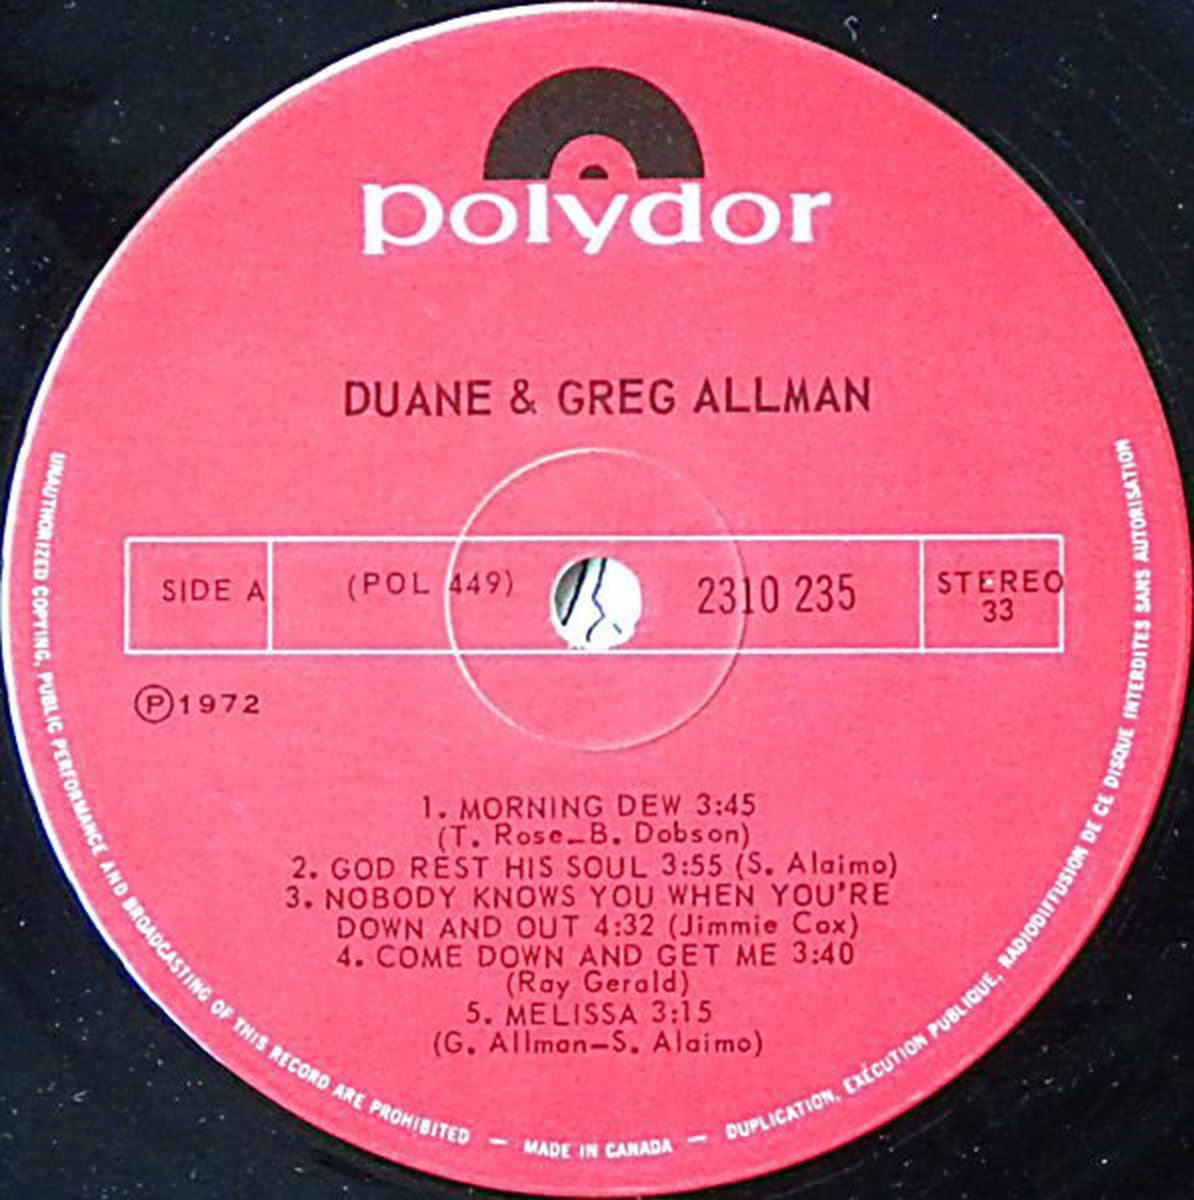 polydor
DUANE & GREG ALLMAN
SIDE A
(POL 449)
2310 235
STEREO
33
Ⓟ1972
1. MORNING DEW 3:45
(T. Rose-B. Dobson)
2. GOD REST HIS SOUL 3:55 (S. Alaimo)
3. NOBODY KNOWS YOU WHEN YOU'RE
DOWN AND OUT 4:32 (Jimmie Cox)
4. COME DOWN AND GET ME 3:40
(Ray Gerald)
5. MELISSA 3:15
(G. Allman-S. Alaimo)
UNAUTHORIZED COPYING, PUBLIC PERFORMANCE AND BROADCASTING OF THIS RECORD ARE PROHIBITED — MADE IN CANADA — DUPLICATION, EXÉCUTION PUBLIQUE, RADIODIFFUSION DE CE DISQUE INTERDITES SANS AUTORISATION